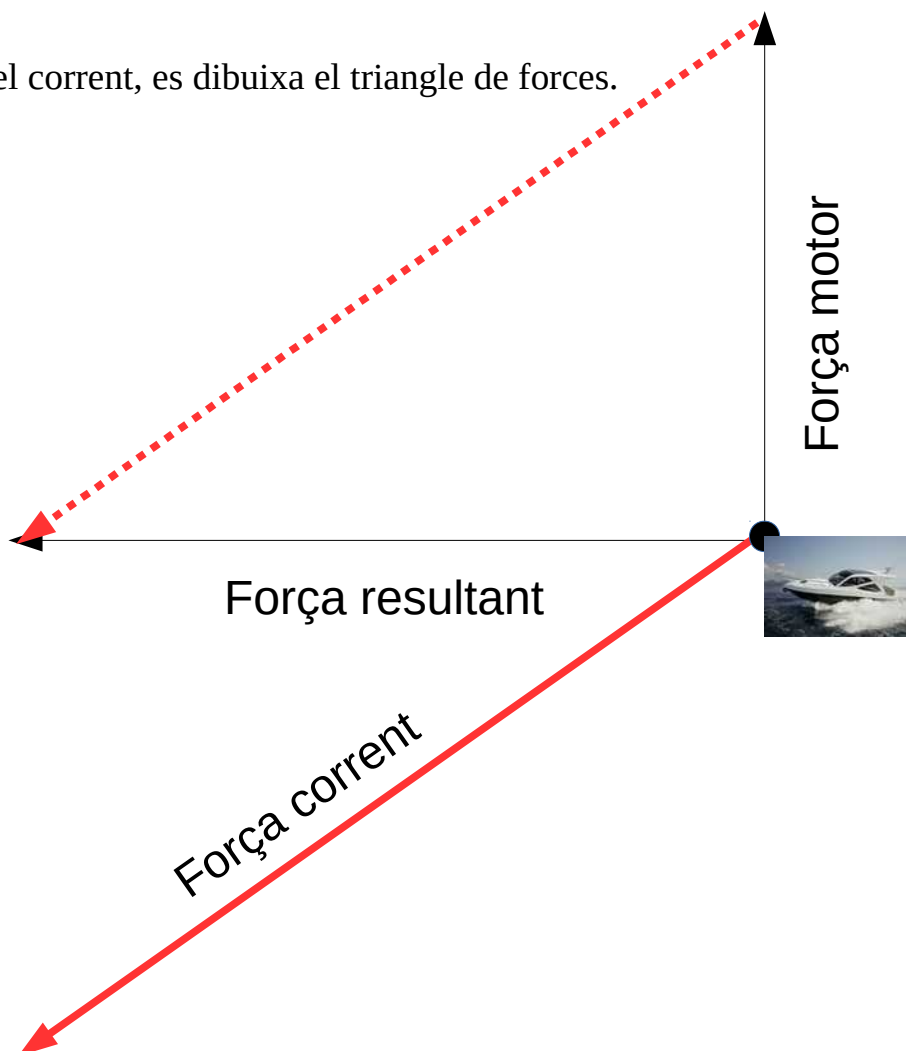 el corrent, es dibuixa el triangle de forces.
Força motor
Força resultant
Força corrent